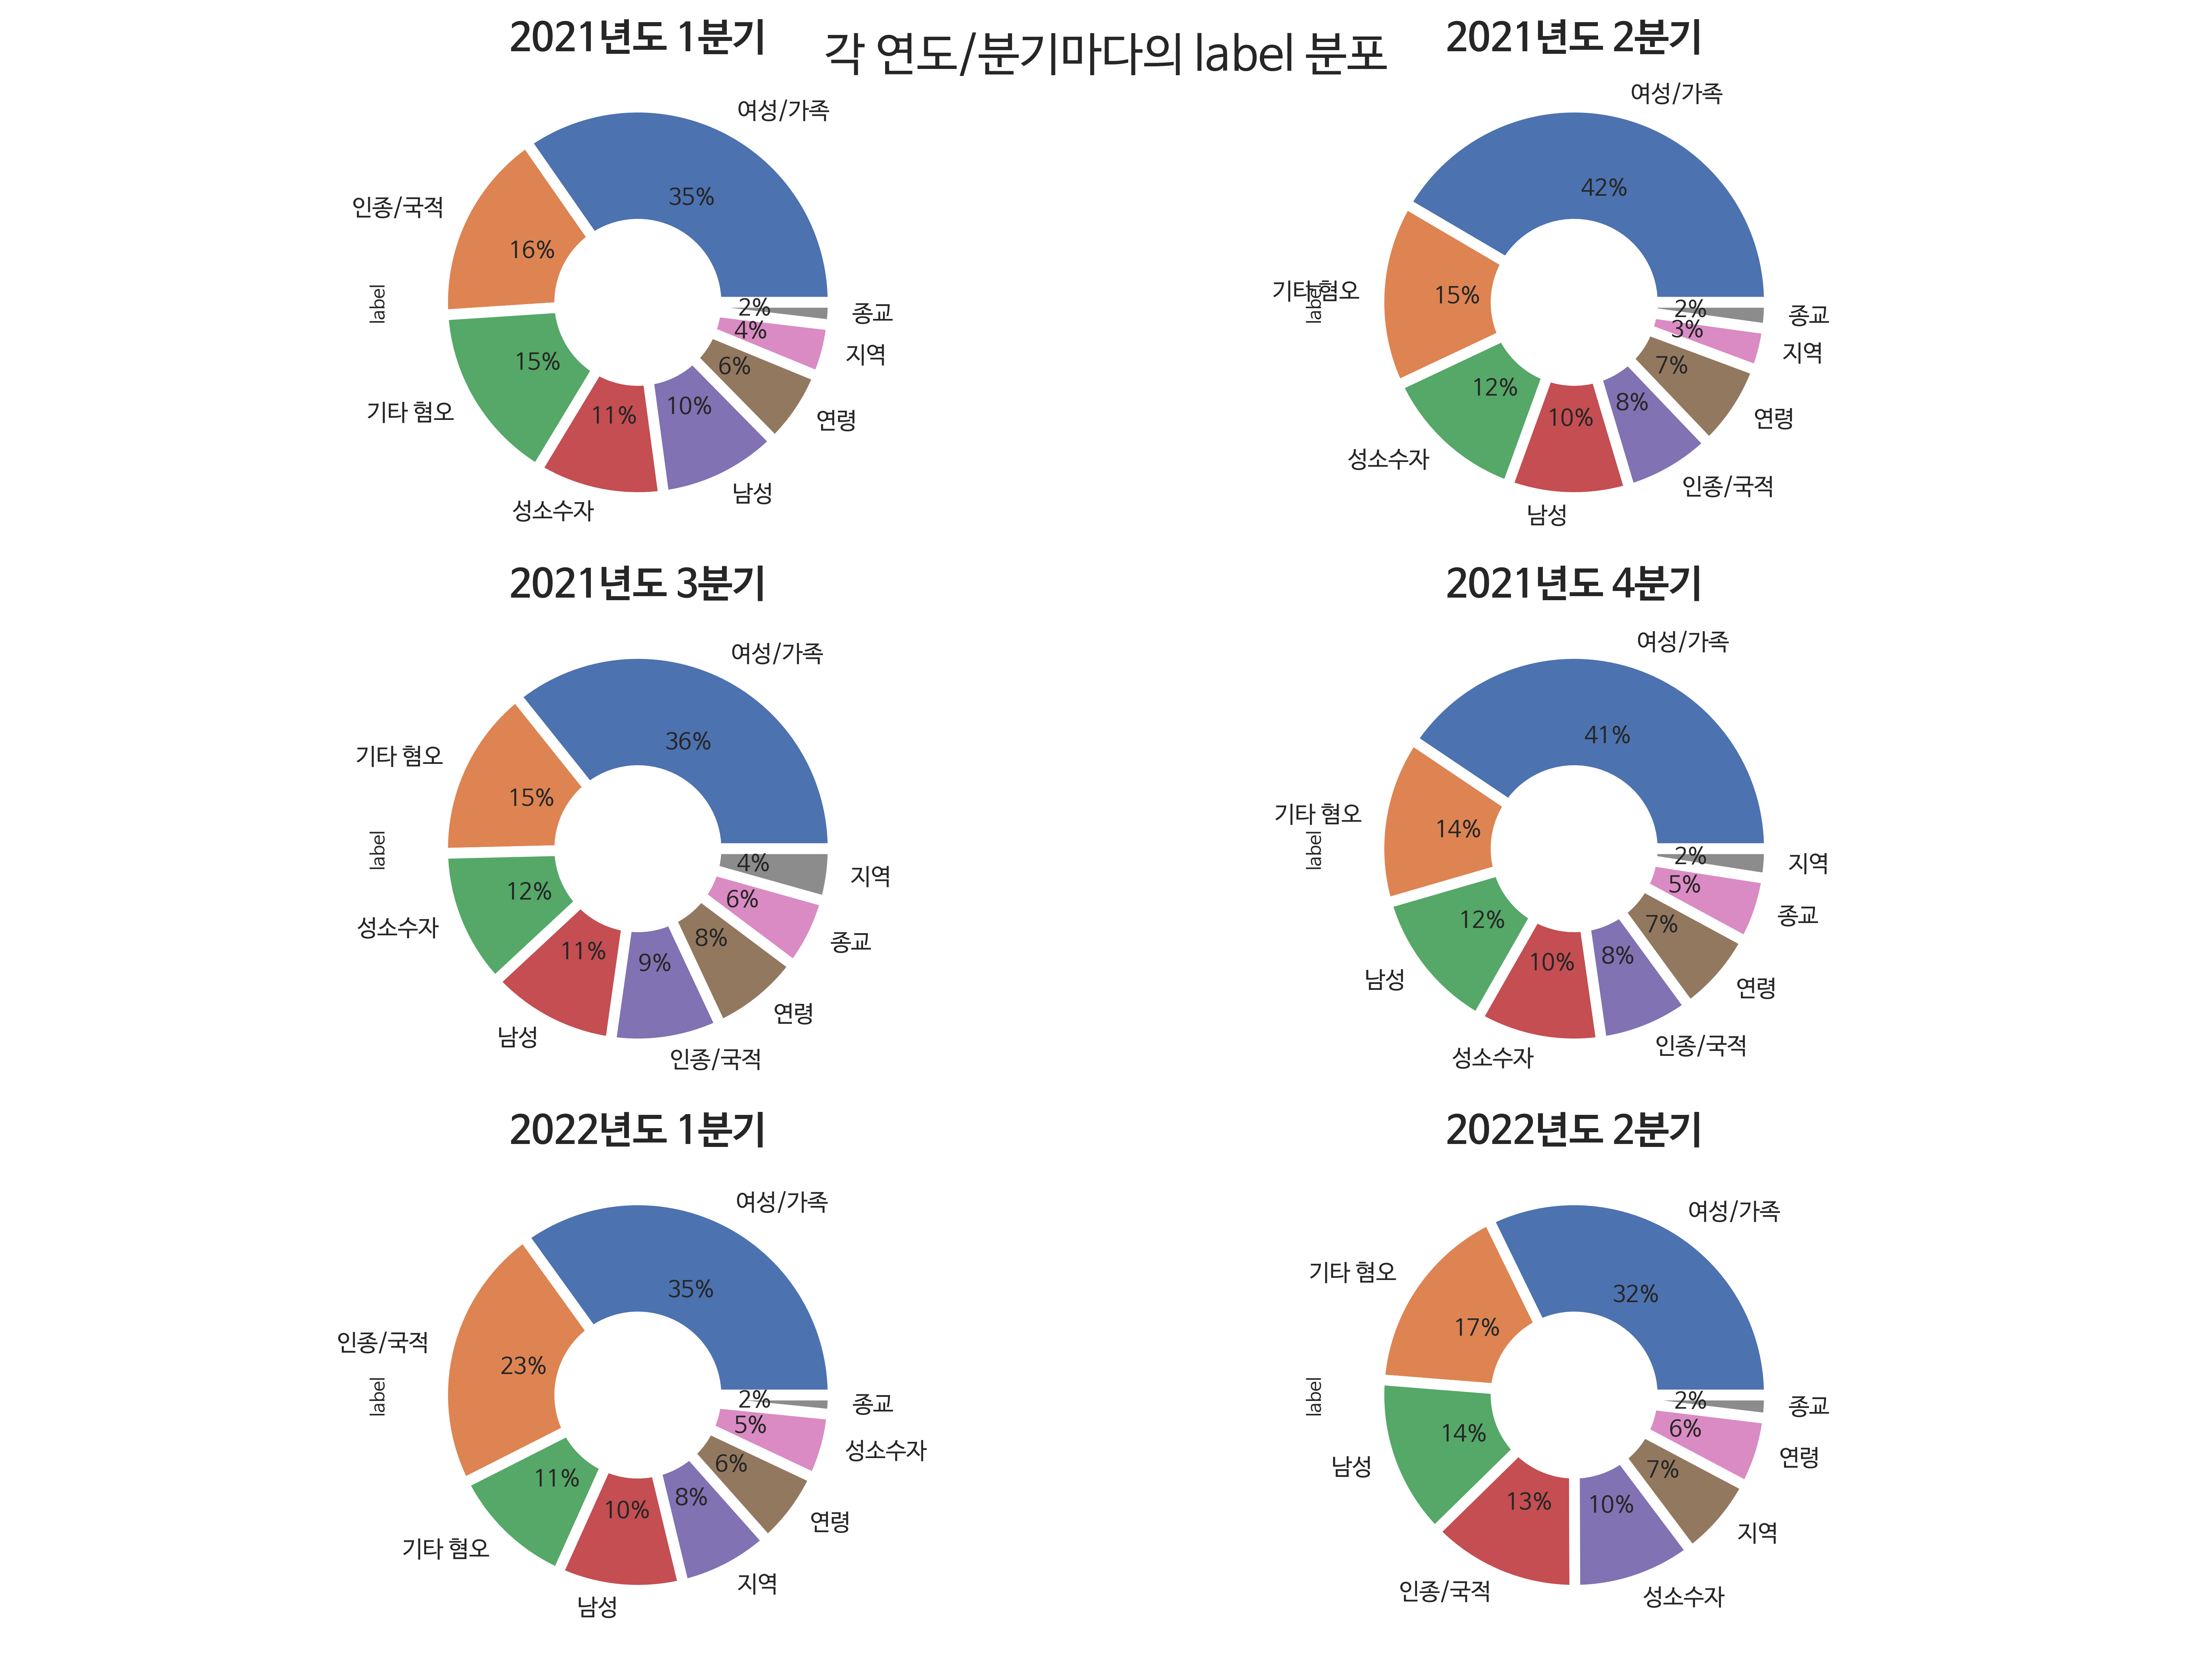 각 연도/분기마다의 label 분포
2021년도 1분기
여성/가족
35%
인종/국적
16%
기타 혐오
15%
성소수자
11%
남성
10%
연령
6%
지역
4%
종교
2%
label
2021년도 2분기
여성/가족
42%
기타 혐오
15%
성소수자
12%
남성
10%
인종/국적
8%
연령
7%
지역
3%
종교
2%
label
2021년도 3분기
여성/가족
36%
기타 혐오
15%
성소수자
12%
남성
11%
인종/국적
9%
연령
8%
종교
6%
지역
4%
label
2021년도 4분기
여성/가족
41%
기타 혐오
14%
남성
12%
성소수자
10%
인종/국적
8%
연령
7%
종교
5%
지역
2%
label
2022년도 1분기
여성/가족
35%
인종/국적
23%
기타 혐오
11%
남성
10%
지역
8%
연령
6%
성소수자
5%
종교
2%
label
2022년도 2분기
여성/가족
32%
기타 혐오
17%
남성
14%
인종/국적
13%
성소수자
10%
지역
7%
연령
6%
종교
2%
label